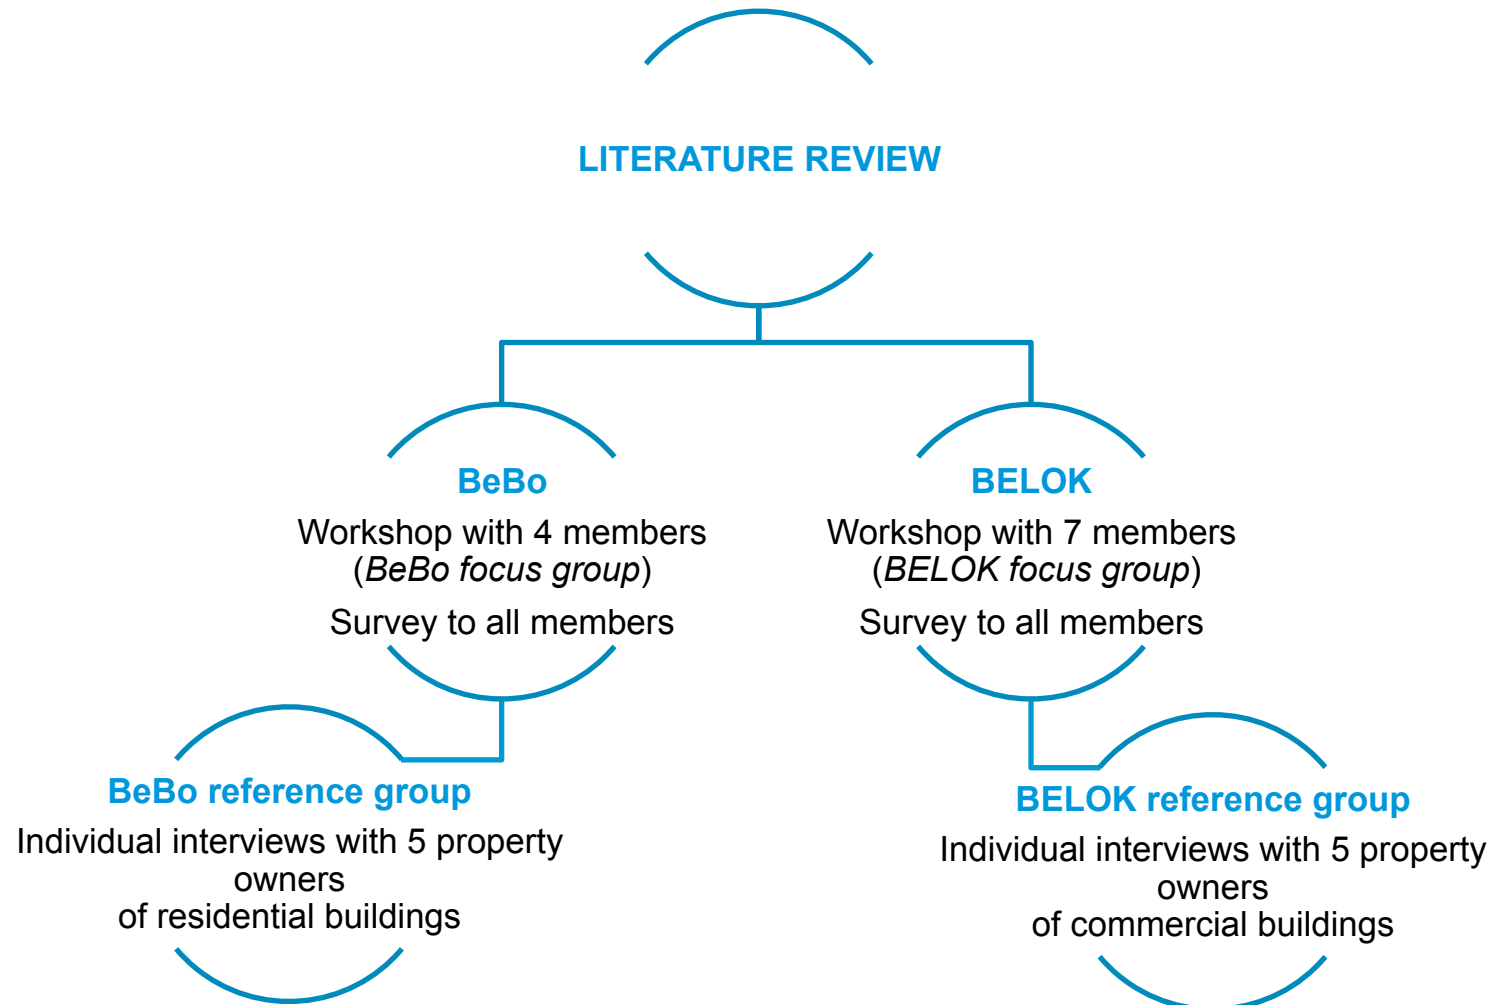 LITERATURE REVIEW
BeBo
Workshop with 4 members
(BeBo focus group)
Survey to all members
BELOK
Workshop with 7 members
(BELOK focus group)
Survey to all members
BeBo reference group
Individual interviews with 5 property
owners
of residential buildings
BELOK reference group
Individual interviews with 5 property
owners
of commercial buildings